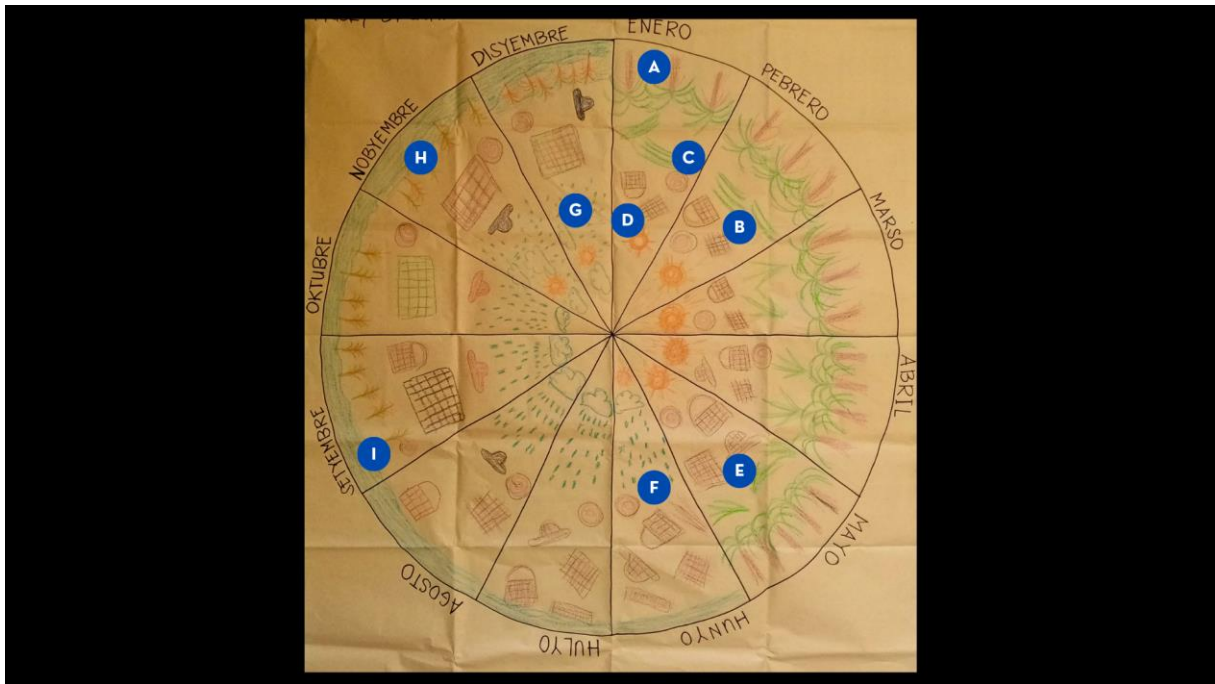 ENERO
PEBRERO
MARSO
ABRIL
MAYO
HUNYO
HULYO
AGOSTO
SETYEMBRE
OKTUBRE
NOBYEMBRE
DISYEMBRE
A
B
C
D
E
F
G
H
I